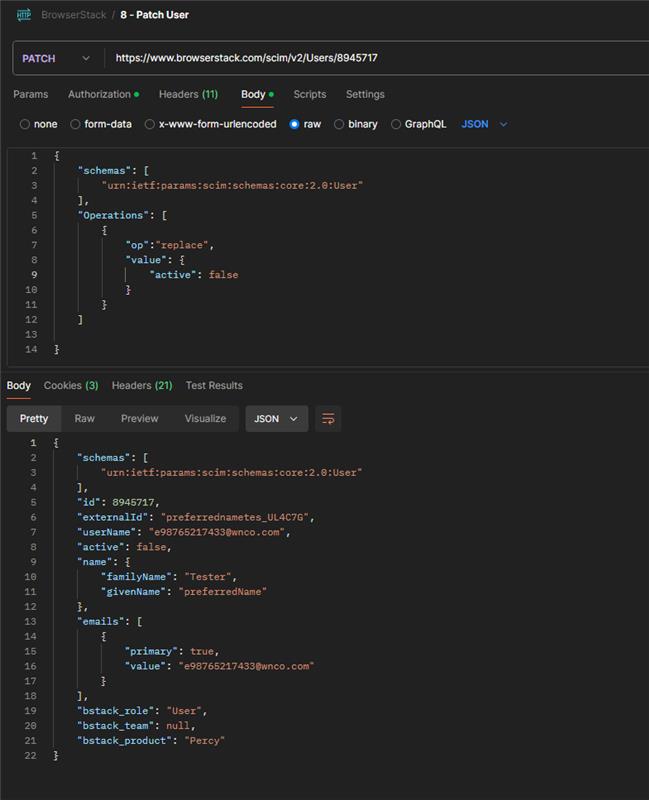 HTTP BrowserStack / 8 - Patch User
PATCH https://www.browserstack.com/scim/v2/Users/8945717
Params Authorization Headers (11) Body Scripts Settings
none form-data x-www-form-urlencoded raw binary GraphQL JSON
1 {
2 "schemas": [
3 "urn:ietf:params:scim:schemas:core:2.0:User"
4 ],
5 "Operations": [
6 {
7 "op":"replace",
8 "value": {
9 "active": false
10 }
11 }
12 ]
13
14 }
Body Cookies (3) Headers (21) Test Results
Pretty Raw Preview Visualize JSON
1 {
2 "schemas": [
3 "urn:ietf:params:scim:schemas:core:2.0:User"
4 ],
5 "id": 8945717,
6 "externalId": "preferrednametes_UL4C7G",
7 "userName": "e98765217433@wnco.com",
8 "active": false,
9 "name": {
10 "familyName": "Tester",
11 "givenName": "preferredName"
12 },
13 "emails": [
14 {
15 "primary": true,
16 "value": "e98765217433@wnco.com"
17 }
18 ],
19 "bstack_role": "User",
20 "bstack_team": null,
21 "bstack_product": "Percy"
22 }